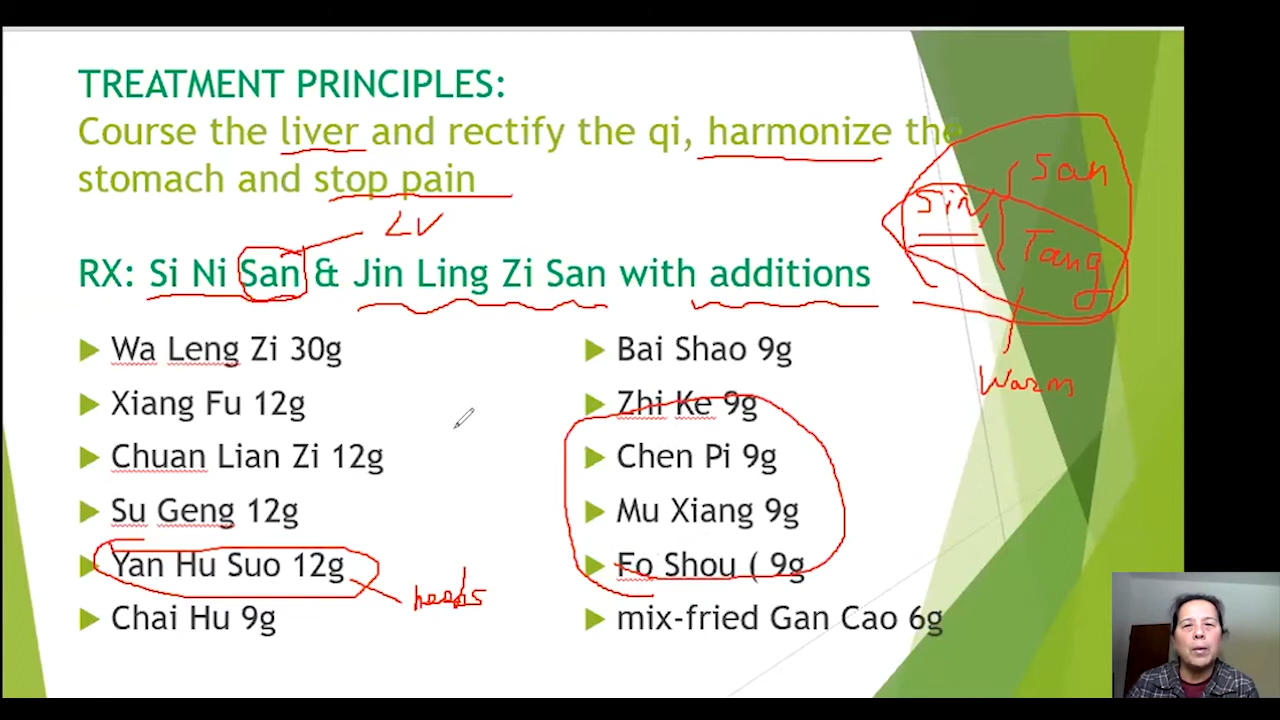 TREATMENT PRINCIPLES:
Course the liver and rectify the qi, harmonize the
stomach and stop pain
San
LV
Tang
RX: Si Ni San & Jin Ling Zi San with additions
Warm
Wa Leng Zi 30g
Xiang Fu 12g
Chuan Lian Zi 12g
Su Geng 12g
Yan Hu Suo 12g
Chai Hu 9g
Bai Shao 9g
Zhi Ke 9g
Chen Pi 9g
Mu Xiang 9g
Fo Shou ( 9g
mix-fried Gan Cao 6g